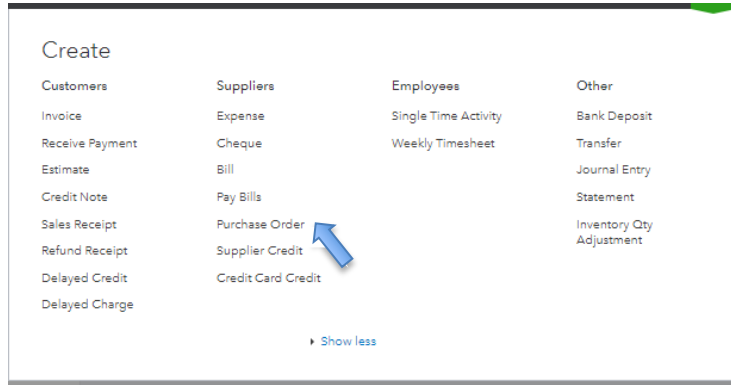 Create
Customers
Invoice
Receive Payment
Estimate
Credit Note
Sales Receipt
Refund Receipt
Delayed Credit
Delayed Charge
Suppliers
Expense
Cheque
Bill
Pay Bills
Purchase Order
Supplier Credit
Credit Card Credit
Employees
Single Time Activity
Weekly Timesheet
Other
Bank Deposit
Transfer
Journal Entry
Statement
Inventory Qty
Adjustment
Show less